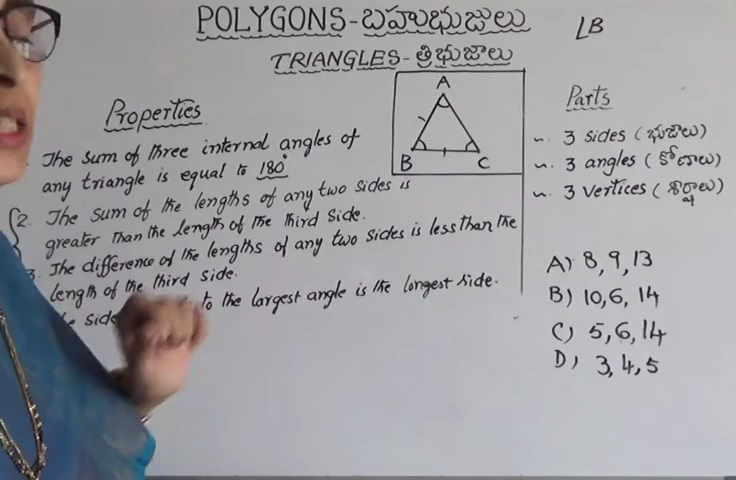 POLYGONS-బహుభుజులు
LB
TRIANGLES-త్రిభుజాలు
Properties
The sum of three internal angles of
any triangle is equal to 180°
2. The sum of the lengths of any two sides is
greater than the length of the third side.
3. The difference of the lengths of any two sides is less than the
length of the third side.
side to the largest angle is the longest side.
A
B C
Parts
3 sides (భుజాలు)
3 angles (కోణాలు)
3 vertices (శీర్షాలు)
A) 8, 9, 13
B) 10, 6, 14
C) 5, 6, 14
D) 3, 4, 5